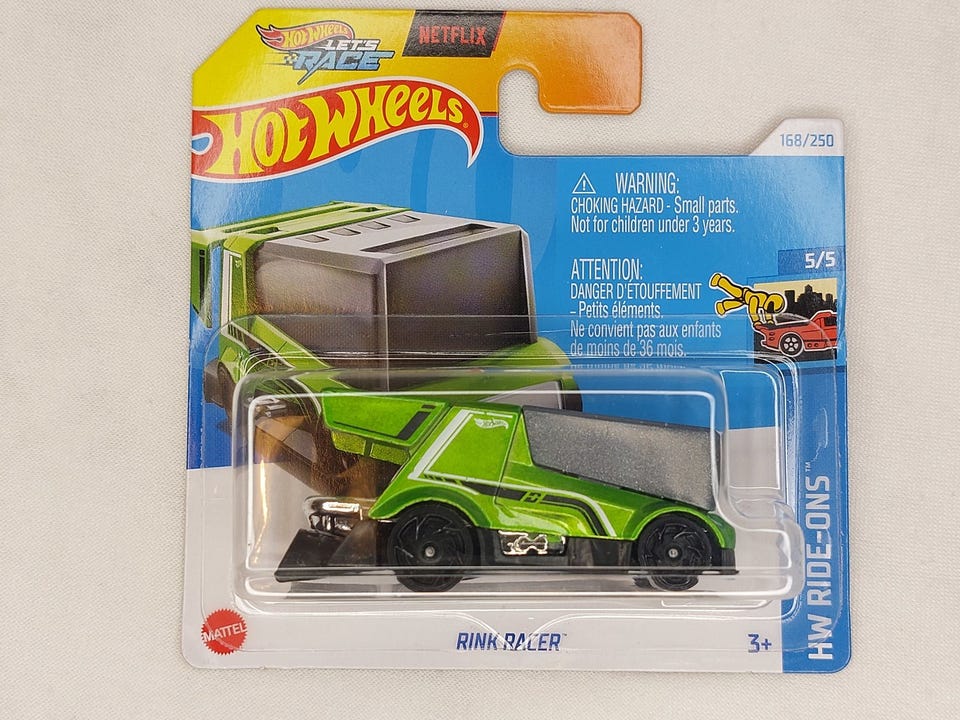 HOT WHEELS
LET'S
RACE
NETFLIX
HOT WHEELS®
168/250
WARNING:
CHOKING HAZARD - Small parts.
Not for children under 3 years.
5/5
ATTENTION:
DANGER D'ÉTOUFFEMENT
– Petits éléments.
Ne convient pas aux enfants
de moins de 36 mois.
Hot Wheels
HW RIDE-ONS™
MATTEL
RINK RACER™
3+